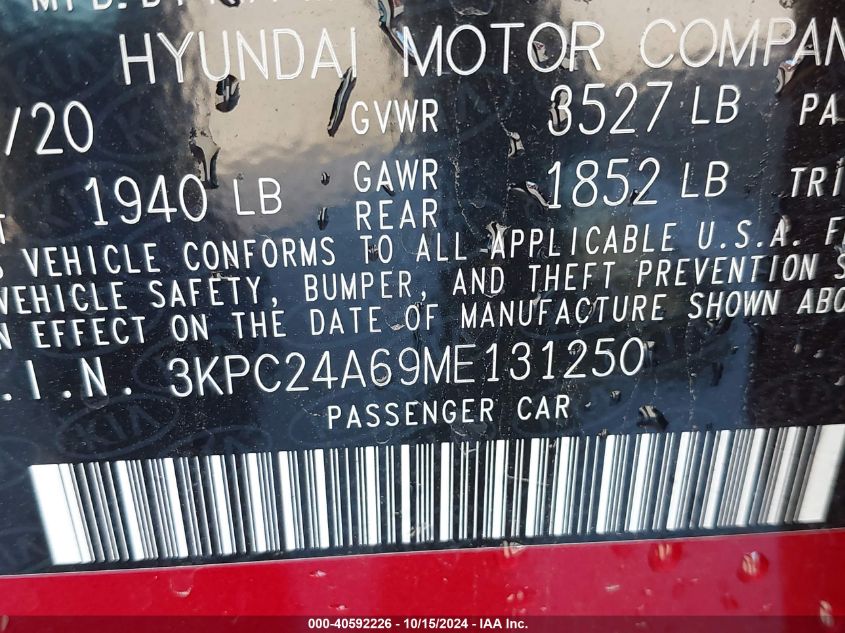 MFD. BY
HYUNDAI MOTOR COMPAN
/20 GVWR 3527 LB PA
T 1940 LB GAWR REAR 1852 LB TRI
S VEHICLE CONFORMS TO ALL APPLICABLE U.S.A. F
VEHICLE SAFETY, BUMPER, AND THEFT PREVENTION S
N EFFECT ON THE DATE OF MANUFACTURE SHOWN ABO
.I.N. 3KPC24A69ME131250
PASSENGER CAR
000-40592226 - 10/15/2024 - IAA Inc.